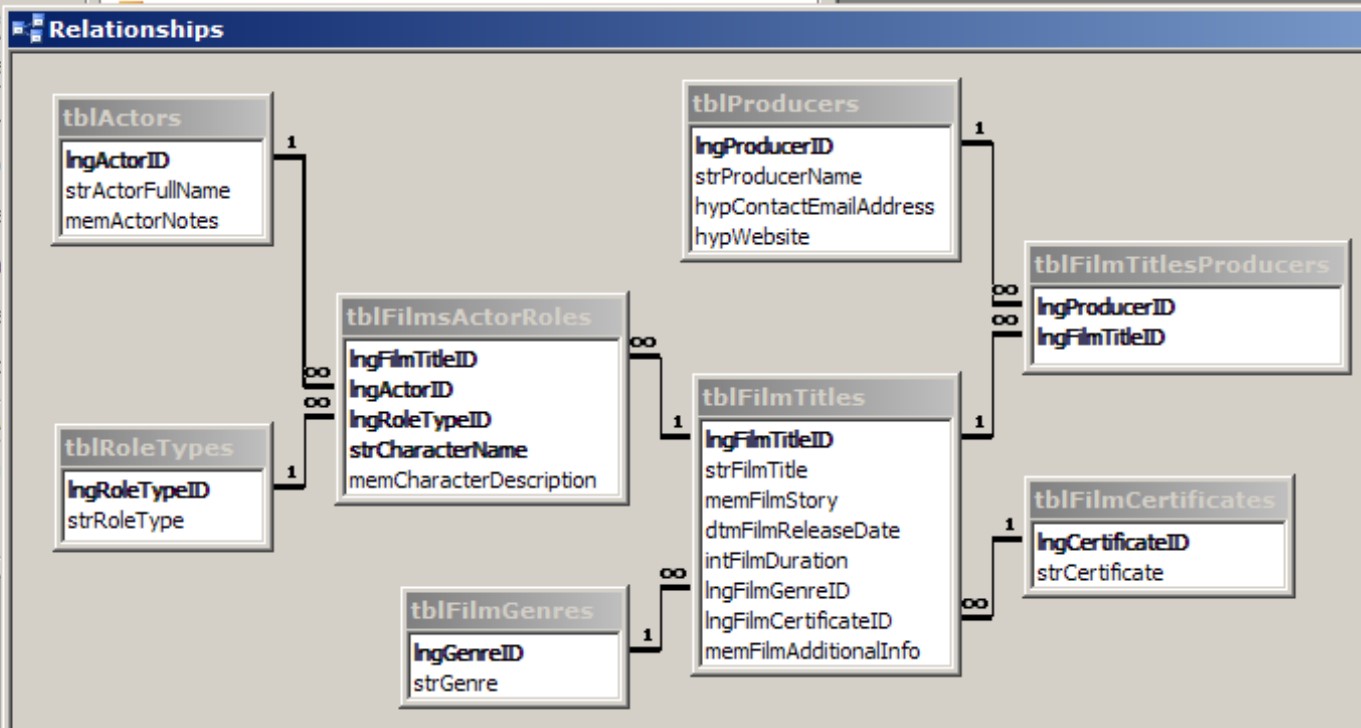 Relationships
tblActors
lngActorID
strActorFullName
memActorNotes
1
tblProducers
lngProducerID
strProducerName
hypContactEmailAddress
hypWebsite
1
tblFilmTitlesProducers
lngProducerID
lngFilmTitleID
∞
∞
tblFilmsActorRoles
lngFilmTitleID
lngActorID
lngRoleTypeID
strCharacterName
memCharacterDescription
∞
∞
∞
tblRoleTypes
lngRoleTypeID
strRoleType
1
tblFilmTitles
lngFilmTitleID
strFilmTitle
memFilmStory
dtmFilmReleaseDate
intFilmDuration
lngFilmGenreID
lngFilmCertificateID
memFilmAdditionalInfo
1
1
∞
∞
tblFilmCertificates
lngCertificateID
strCertificate
1
tblFilmGenres
lngGenreID
strGenre
1